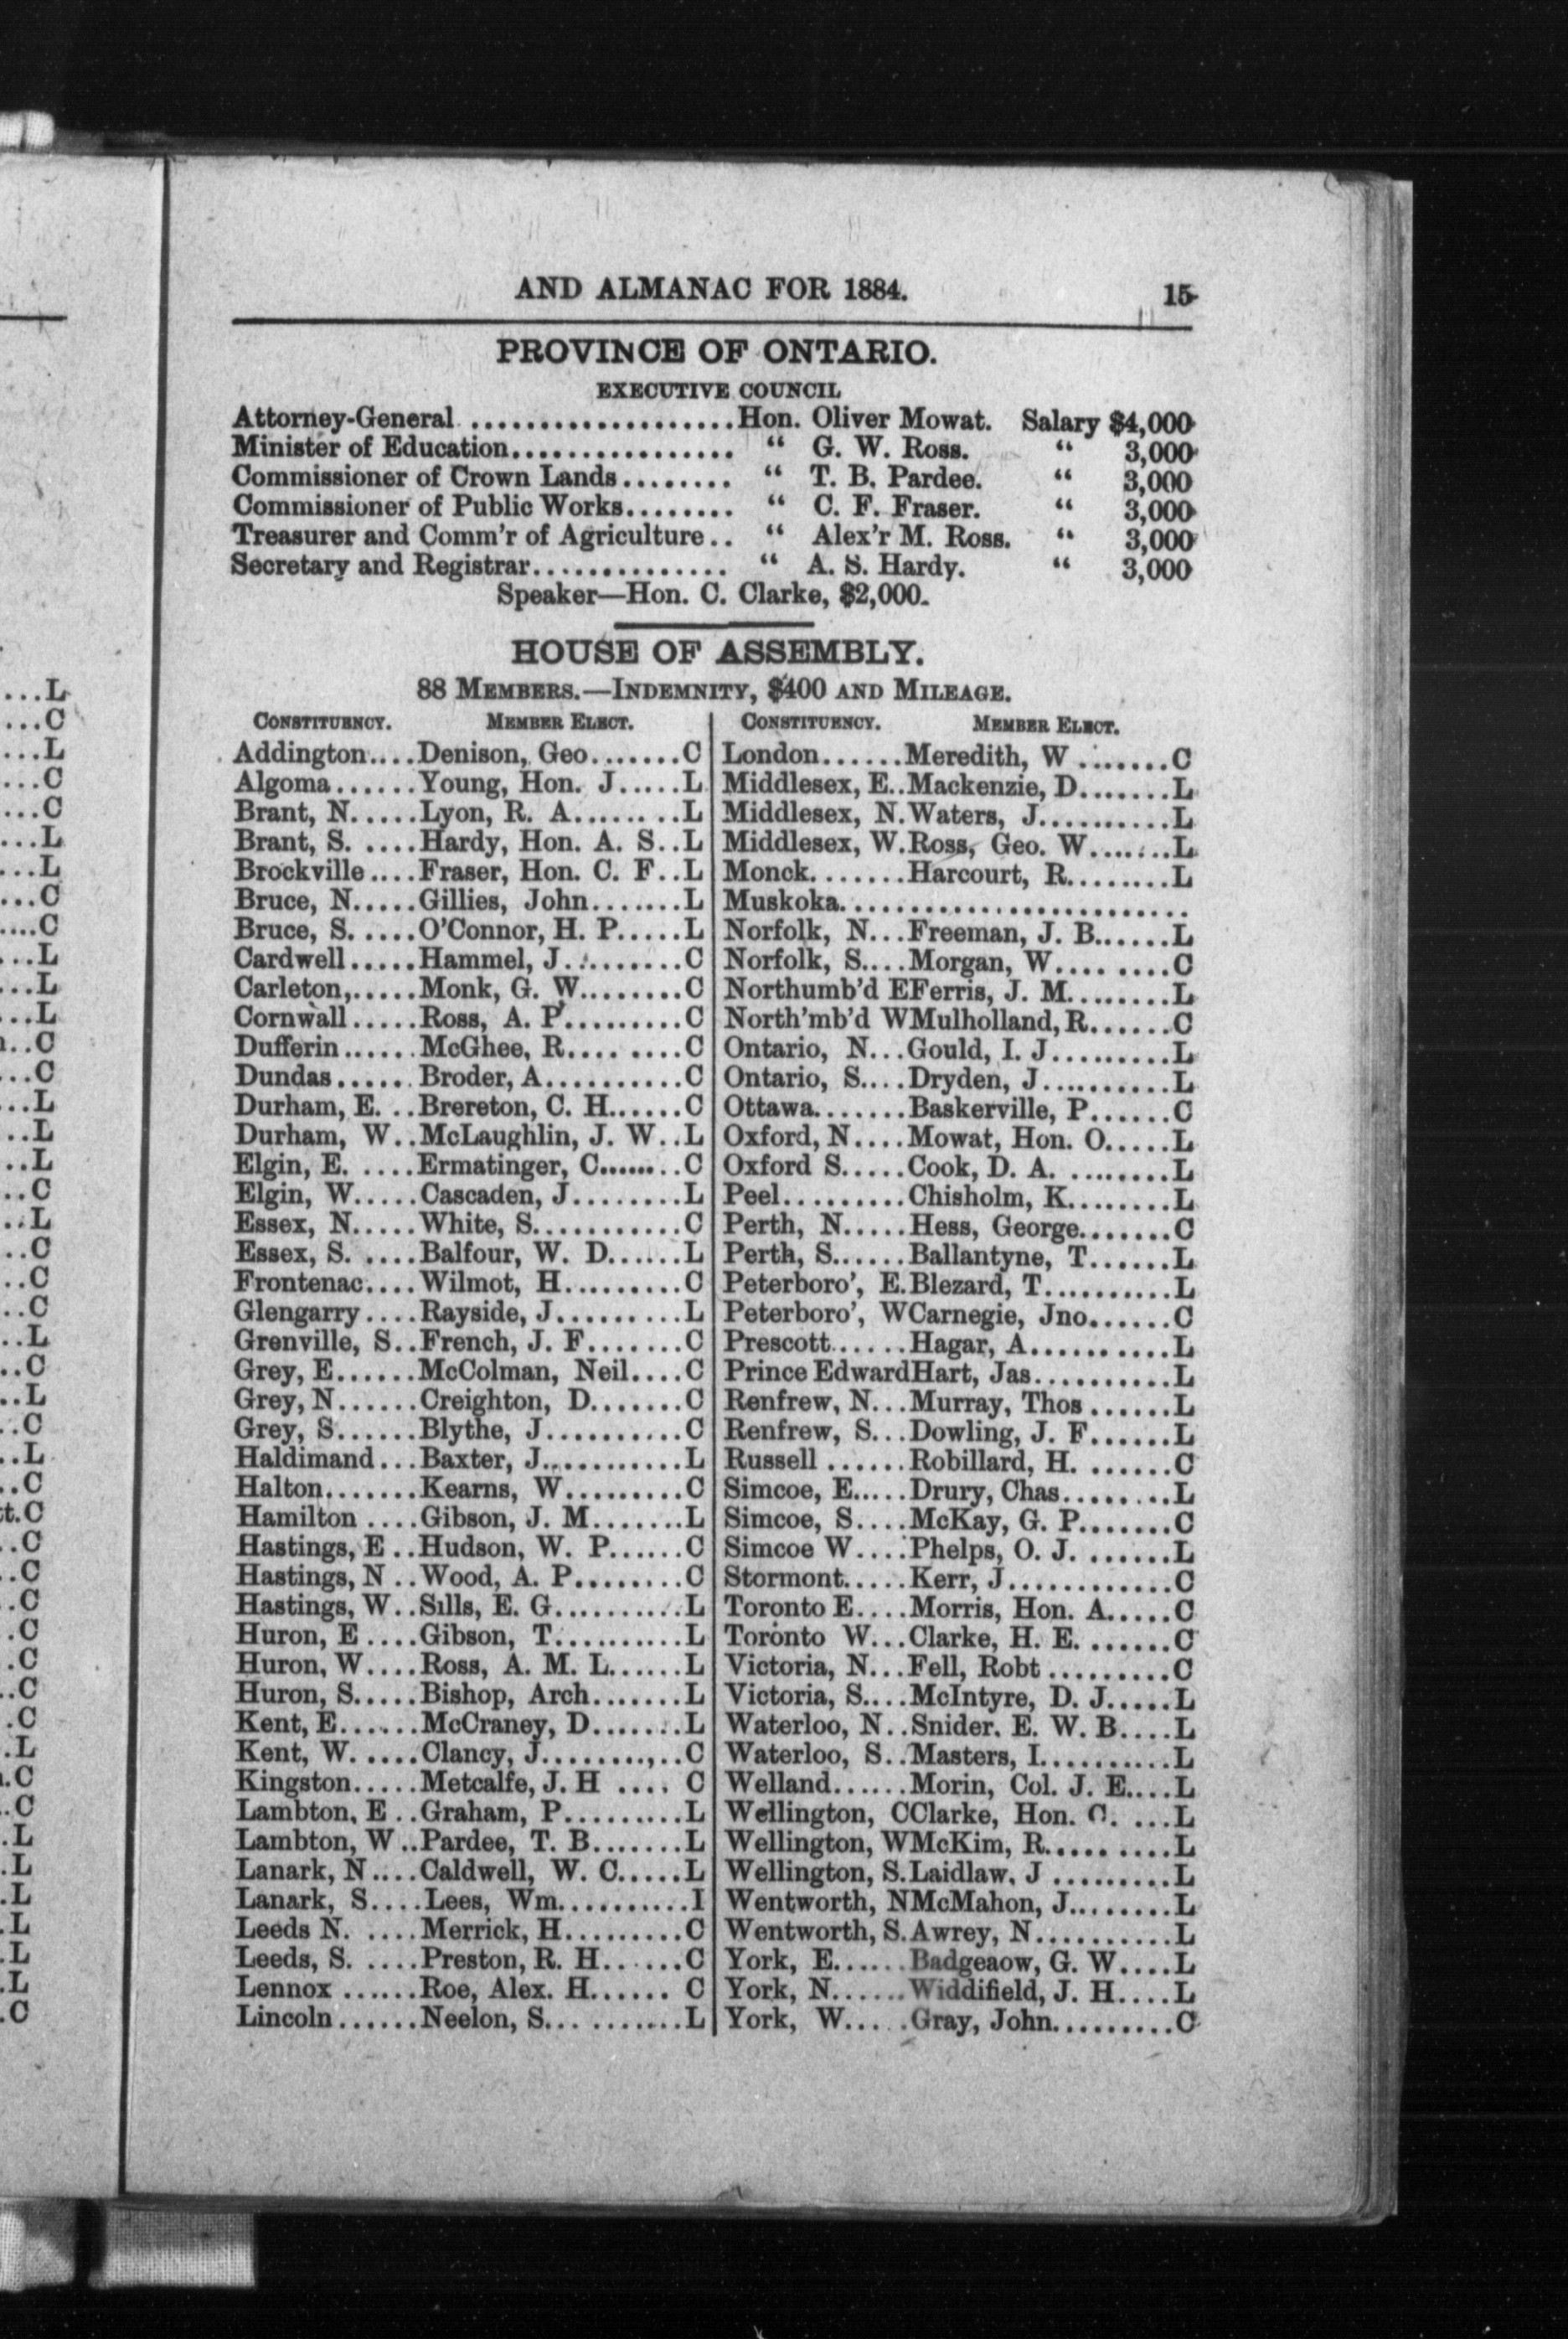 AND ALMANAC FOR 1884. 15
PROVINCE OF ONTARIO.
EXECUTIVE COUNCIL
Attorney-General ...................Hon. Oliver Mowat. Salary $4,000
Minister of Education................ " G. W. Ross. " 3,000
Commissioner of Crown Lands........ " T. B. Pardee. " 3,000
Commissioner of Public Works........ " C. F. Fraser. " 3,000
Treasurer and Comm'r of Agriculture.. " Alex'r M. Ross. " 3,000
Secretary and Registrar.............. " A. S. Hardy. " 3,000
Speaker—Hon. C. Clarke, $2,000.
HOUSE OF ASSEMBLY.
88 MEMBERS.—INDEMNITY, $400 AND MILEAGE.
CONSTITUENCY. MEMBER ELECT.
Addington....Denison, Geo.......C
Algoma......Young, Hon. J.....L
Brant, N.....Lyon, R. A.........L
Brant, S. ....Hardy, Hon. A. S..L
Brockville....Fraser, Hon. C. F..L
Bruce, N.....Gillies, John.......L
Bruce, S. ....O'Connor, H. P.....L
Cardwell......Hammel, J.........C
Carleton,.....Monk, G. W........C
Cornwall.....Ross, A. P.........C
Dufferin......McGhee, R.........C
Dundas......Broder, A...........C
Durham, E. ..Brereton, C. H......C
Durham, W..McLaughlin, J. W..L
Elgin, E. ....Ermatinger, C........C
Elgin, W.....Cascaden, J........L
Essex, N.....White, S............C
Essex, S. ....Balfour, W. D......L
Frontenac....Wilmot, H.........C
Glengarry....Rayside, J.........L
Grenville, S..French, J. F.......C
Grey, E......McColman, Neil....C
Grey, N......Creighton, D.......C
Grey, S......Blythe, J...........C
Haldimand...Baxter, J...........L
Halton.......Kearns, W.........C
Hamilton ....Gibson, J. M.......L
Hastings, E..Hudson, W. P......C
Hastings, N..Wood, A. P........C
Hastings, W..Sills, E. G..........L
Huron, E....Gibson, T..........L
Huron, W....Ross, A. M. L......L
Huron, S.....Bishop, Arch.......L
Kent, E......McCraney, D.......L
Kent, W. ....Clancy, J..........C
Kingston.....Metcalfe, J. H .... C
Lambton, E..Graham, P.........L
Lambton, W..Pardee, T. B.......L
Lanark, N....Caldwell, W. C.....L
Lanark, S....Lees, Wm..........I
Leeds N. ....Merrick, H.........C
Leeds, S. ....Preston, R. H......C
Lennox ......Roe, Alex. H...... C
Lincoln......Neelon, S... .......L
CONSTITUENCY. MEMBER ELECT.
London......Meredith, W .......C
Middlesex, E..Mackenzie, D.......L
Middlesex, N.Waters, J..........L
Middlesex, W.Ross, Geo. W.......L
Monck.......Harcourt, R........L
Muskoka............................
Norfolk, N...Freeman, J. B......L
Norfolk, S....Morgan, W.........C
Northumb'd EFerris, J. M........L
North'mb'd WMulholland, R......C
Ontario, N...Gould, I. J.........L
Ontario, S....Dryden, J..........L
Ottawa.......Baskerville, P......C
Oxford, N....Mowat, Hon. O.....L
Oxford S.....Cook, D. A. ........L
Peel..........Chisholm, K........L
Perth, N.....Hess, George.......C
Perth, S......Ballantyne, T......L
Peterboro', E.Blezard, T..........L
Peterboro', WCarnegie, Jno......C
Prescott......Hagar, A...........L
Prince EdwardHart, Jas..........L
Renfrew, N...Murray, Thos......L
Renfrew, S...Dowling, J. F......L
Russell ......Robillard, H. ......C
Simcoe, E.....Drury, Chas........L
Simcoe, S....McKay, G. P.......C
Simcoe W....Phelps, O. J. ......L
Stormont.....Kerr, J............C
Toronto E....Morris, Hon. A.....C
Toronto W...Clarke, H. E. ......C
Victoria, N...Fell, Robt.........C
Victoria, S....McIntyre, D. J.....L
Waterloo, N..Snider. E. W. B....L
Waterloo, S..Masters, I..........L
Welland......Morin, Col. J. E....L
Wellington, CClarke, Hon. C. ...L
Wellington, WMcKim, R.........L
Wellington, S.Laidlaw, J .........L
Wentworth, NMcMahon, J........L
Wentworth, S.Awrey, N..........L
York, E......Badgeaow, G. W....L
York, N......Widdifield, J. H....L
York, W.....Gray, John.........C